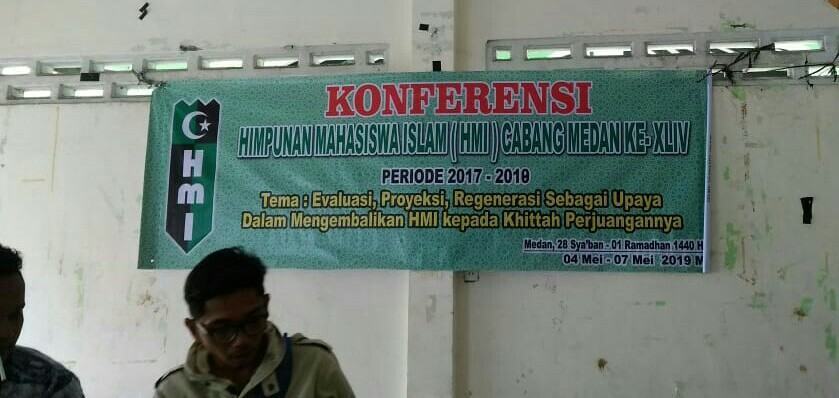 HMI
KONFERENSI
HIMPUNAN MAHASISWA ISLAM ( HMI ) CABANG MEDAN KE- XLIV
PERIODE 2017 - 2018
Tema : Evaluasi, Proyeksi, Regenerasi Sebagai Upaya
Dalam Mengembalikan HMI kepada Khittah Perjuangannya
Medan, 28 Sya'ban - 01 Ramadhan 1440 H
04 Mei - 07 Mei 2019 M